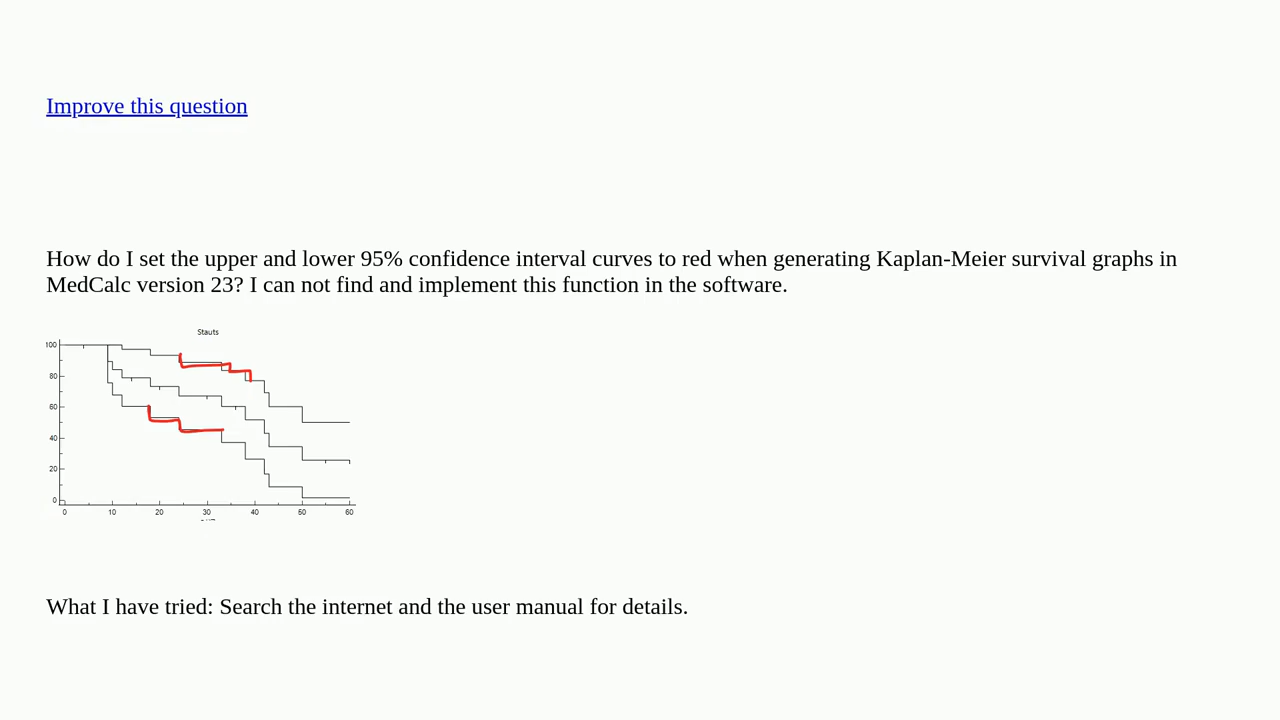 Improve this question
How do I set the upper and lower 95% confidence interval curves to red when generating Kaplan-Meier survival graphs in
MedCalc version 23? I can not find and implement this function in the software.
Stauts
100
80
60
40
20
0
0 10 20 30 40 50 60
What I have tried: Search the internet and the user manual for details.